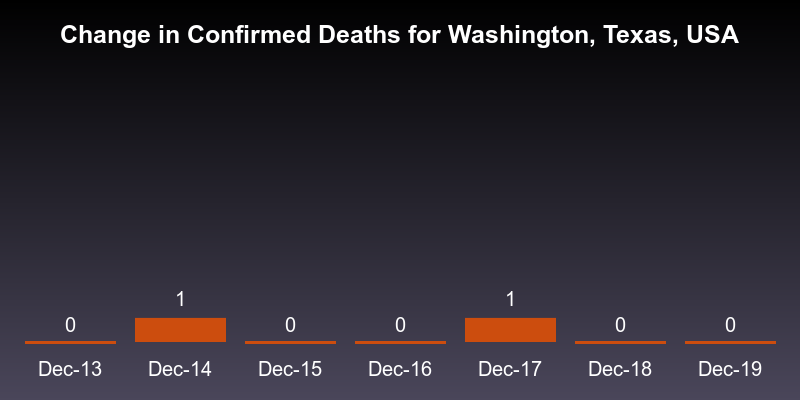 Change in Confirmed Deaths for Washington, Texas, USA
1 1
0 0 0 0 0
Dec-13 Dec-14 Dec-15 Dec-16 Dec-17 Dec-18 Dec-19